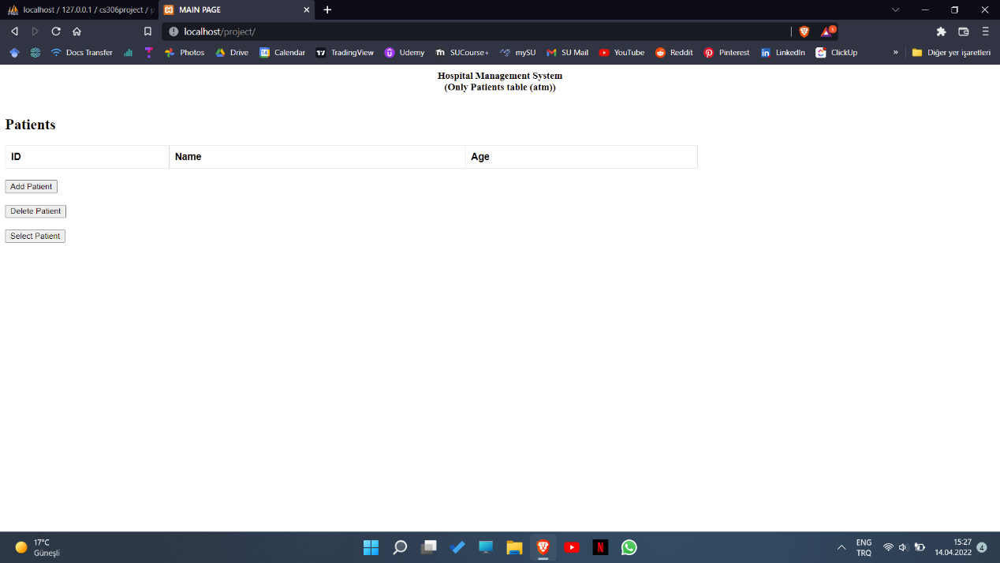 localhost / 127.0.0.1 / cs306project / p
MAIN PAGE
localhost/project/
Docs Transfer Photos Drive 14 Calendar TradingView Udemy SUCourse+ mySU SU Mail YouTube Reddit Pinterest LinkedIn ClickUp » Diğer yer işaretleri
Hospital Management System
(Only Patients table (atm))
Patients
ID Name Age
Add Patient
Delete Patient
Select Patient
17°C
Güneşli
ENG
TRQ
15:27
14.04.2022
4